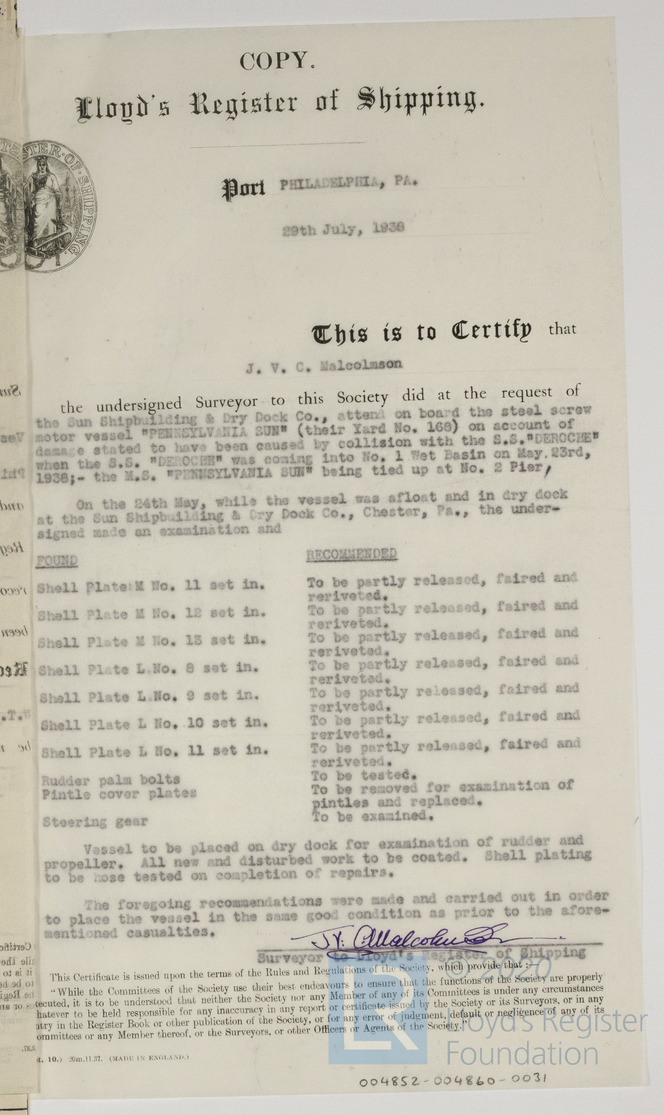 COPY.
Lloyd's Register of Shipping.
Port PHILADELPHIA, PA.
29th July, 1938
This is to Certify that
J. V. C. Malcolmson
the undersigned Surveyor to this Society did at the request of
the Sun Shipbuilding & Dry Dock Co., attend on board the steel screw
motor vessel "PENNSYLVANIA SUN" (their Yard No. 168) on account of
damage stated to have been caused by collision with the S.S."DEROCHE"
when the S.S. "DEROCHE" was coming into No. 1 Wet Basin on May. 23rd,
1938;- the M.S. "PENNSYLVANIA SUN" being tied up at No. 2 Pier,
On the 24th May, while the vessel was afloat and in dry dock
at the Sun Shipbuilding & Dry Dock Co., Chester, Pa., the under-
signed made an examination and
FOUND RECOMMENDED
Shell Plate M No. 11 set in. To be partly released, faired and
reriveted.
Shell Plate M No. 12 set in. To be partly released, faired and
reriveted.
Shell Plate M No. 13 set in. To be partly released, faired and
reriveted.
Shell Plate L No. 8 set in. To be partly released, faired and
reriveted.
Shell Plate L No. 9 set in. To be partly released, faired and
reriveted.
Shell Plate L No. 10 set in. To be partly released, faired and
reriveted.
Shell Plate L No. 11 set in. To be partly released, faired and
reriveted.
Rudder palm bolts To be tested.
Pintle cover plates To be removed for examination of
pintles and replaced.
Steering gear To be examined.
Vessel to be placed on dry dock for examination of rudder and
propeller. All new and disturbed work to be coated. Shell plating
to be hose tested on completion of repairs.
The foregoing recommendations were made and carried out in order
to place the vessel in the same good condition as prior to the afore-
mentioned casualties.
J.V. C. Malcolmson
Surveyor to Lloyd's Register of Shipping
This Certificate is issued upon the terms of the Rules and Regulations of the Society, which provide that :—
"While the Committees of the Society use their best endeavours to ensure that the functions of the Society are properly
executed, it is to be understood that neither the Society nor any Member of any of its Committees is under any circumstances
whatever to be held responsible for any inaccuracy in any report or certificate issued by the Society or its Surveyors, or in any
entry in the Register Book or other publication of the Society, or for any error of judgment, default or negligence of any of its
Committees or any Member thereof, or the Surveyors, or other Officers or Agents of the Society."
10.) 20m.11.37. (MADE IN ENGLAND.)
© 2020
Lloyd's Register
Foundation
004852-004860-0031